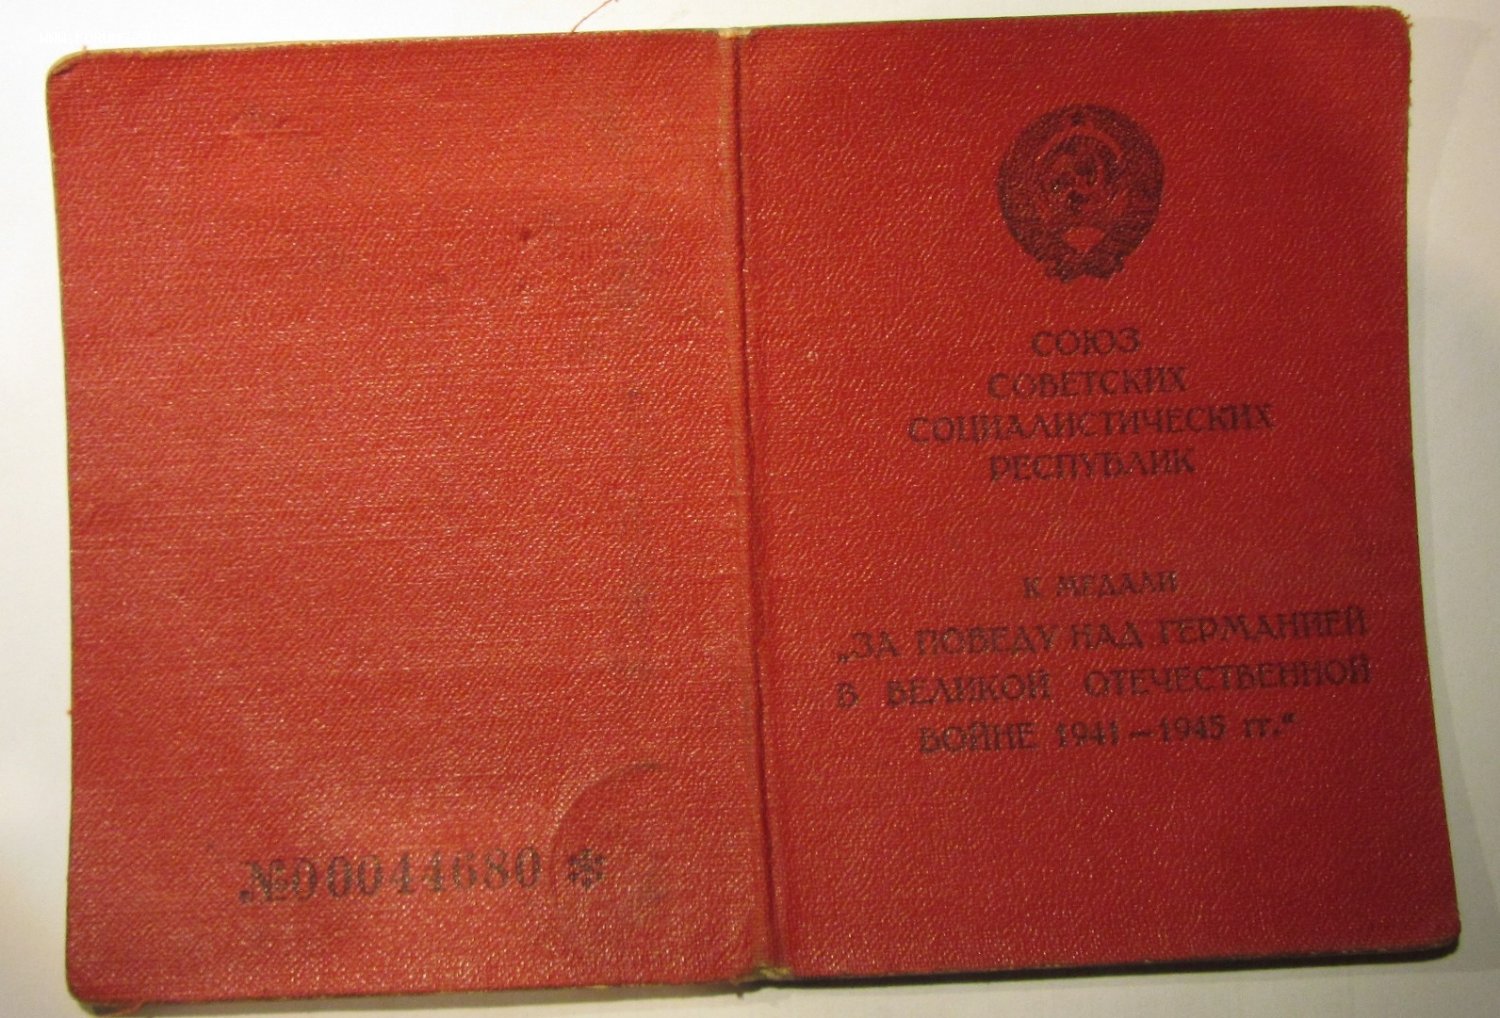 №00044680 *
СОЮЗ
СОВЕТСКИХ
СОЦИАЛИСТИЧЕСКИХ
РЕСПУБЛИК
К МЕДАЛИ
„ЗА ПОБЕДУ НАД ГЕРМАНИЕЙ
В ВЕЛИКОЙ ОТЕЧЕСТВЕННОЙ
ВОЙНЕ 1941—1945 гг.“